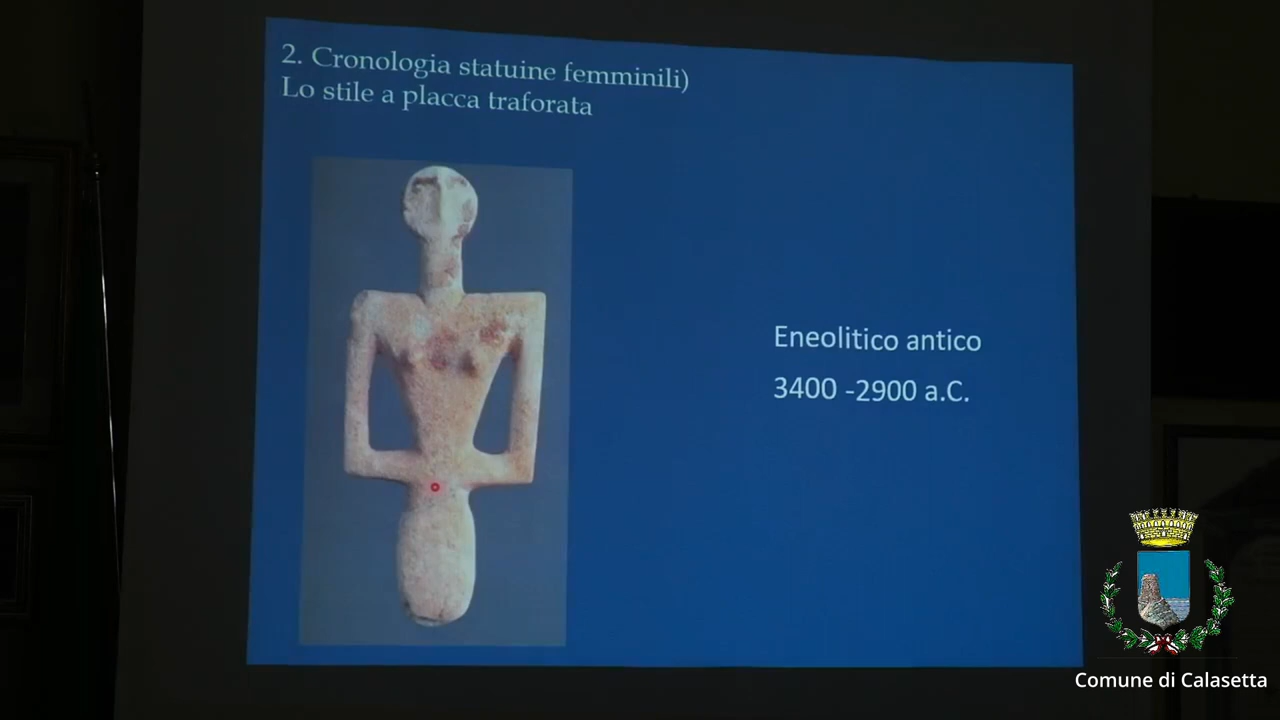 2. Cronologia statuine femminili)
Lo stile a placca traforata
Eneolitico antico
3400 -2900 a.C.
Comune di Calasetta